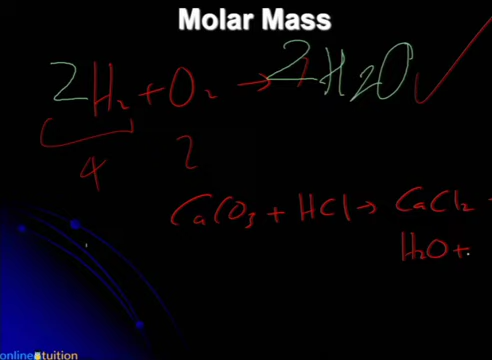 Molar Mass
2H₂ + O₂ → 2H2O ✓
4 2
CaCO₃ + HCl → CaCl₂ +
H₂O +
onlinetuition